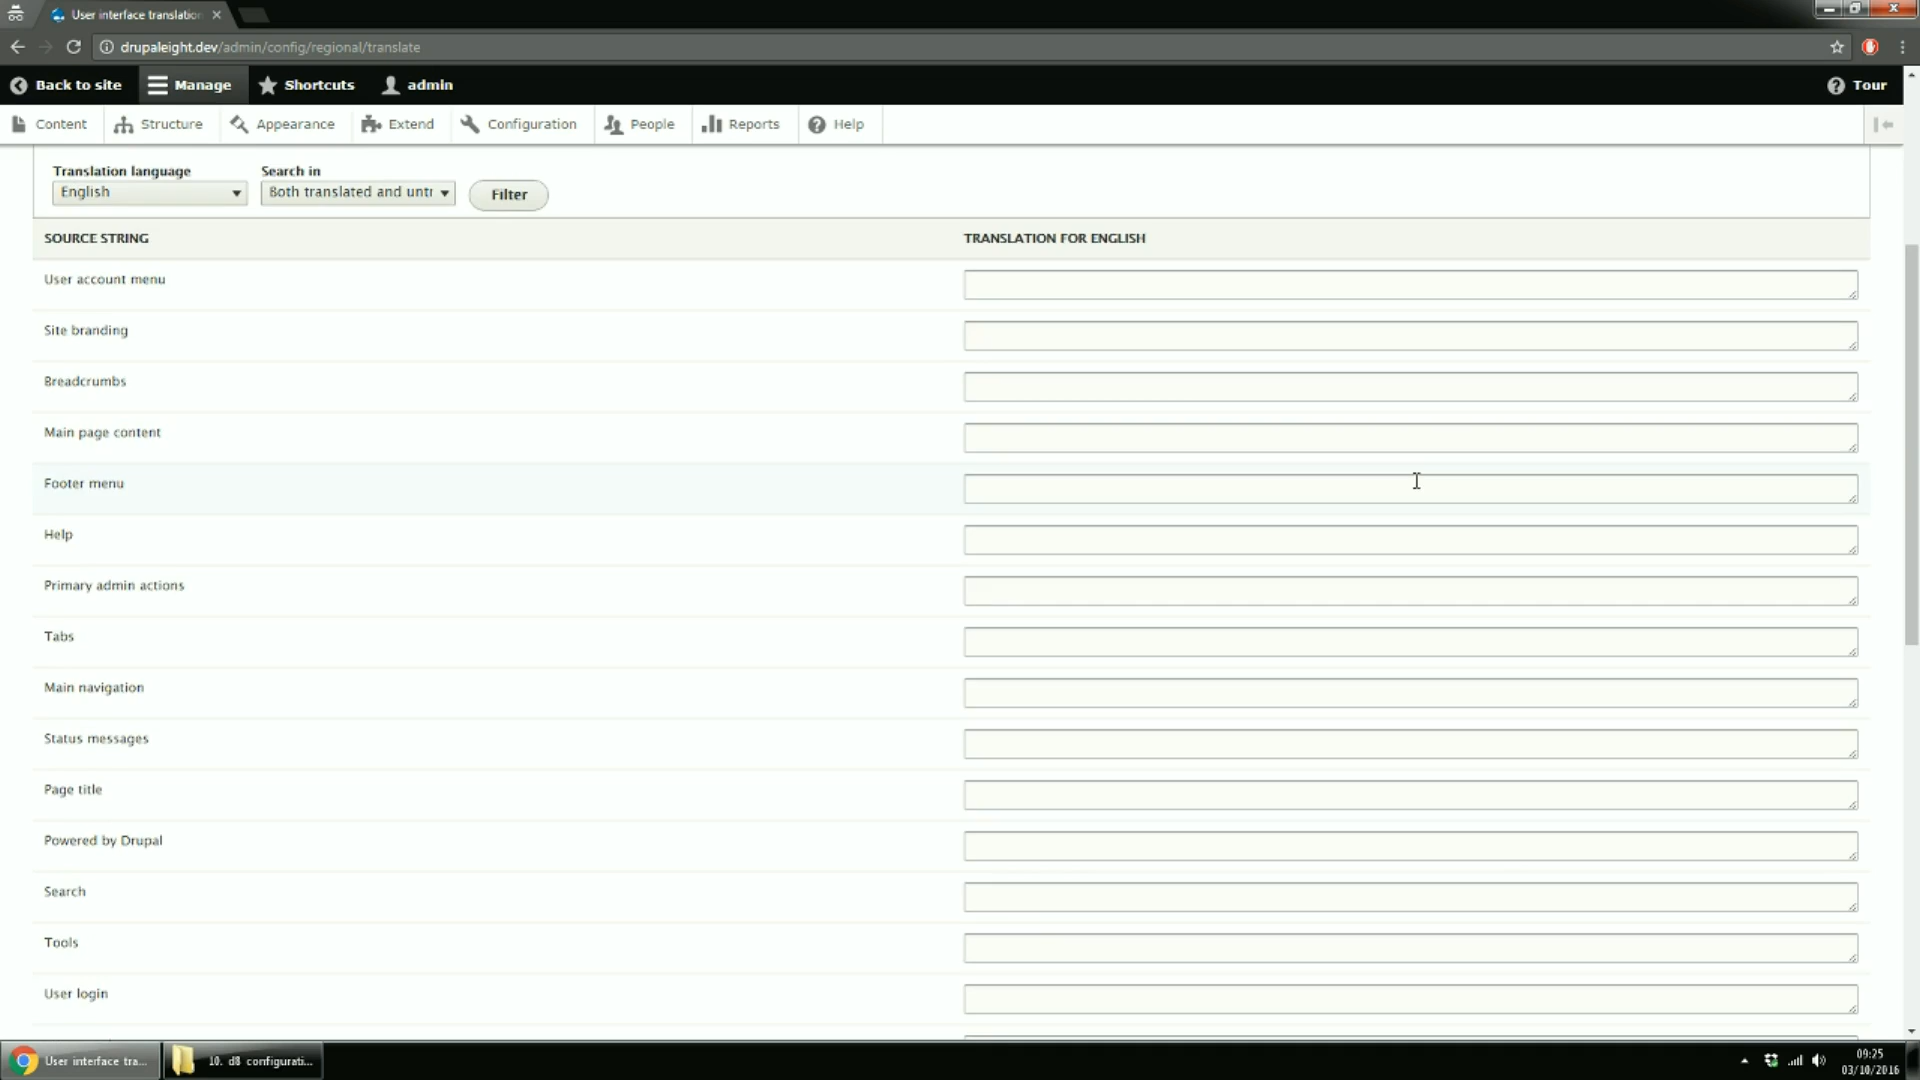 User interface translation
drupaleight.dev/admin/config/regional/translate
Back to site Manage Shortcuts admin Tour
Content Structure Appearance Extend Configuration People Reports Help
Translation language Search in
English Both translated and untr Filter
SOURCE STRING TRANSLATION FOR ENGLISH
User account menu
Site branding
Breadcrumbs
Main page content
Footer menu
Help
Primary admin actions
Tabs
Main navigation
Status messages
Page title
Powered by Drupal
Search
Tools
User login
User interface tra... 10. d8 configurati... 09:25
03/10/2016